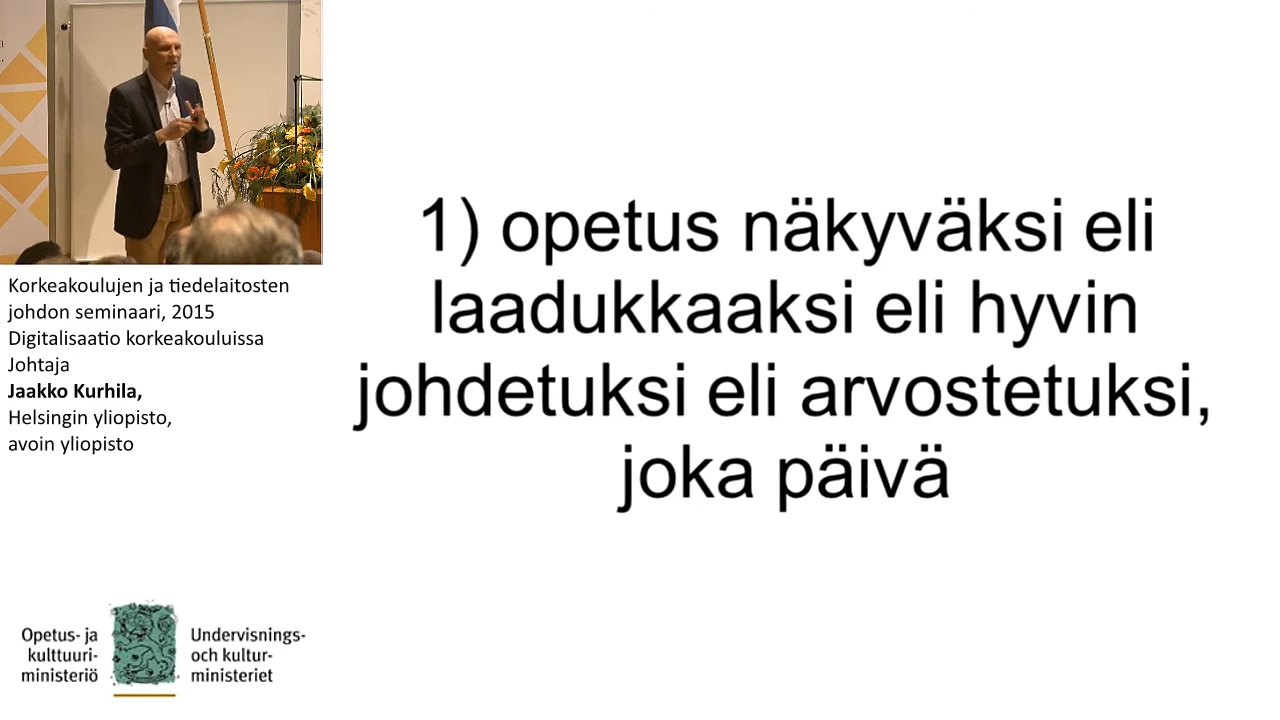 Korkeakoulujen ja tiedelaitosten
johdon seminaari, 2015
Digitalisaatio korkeakouluissa
Johtaja
Jaakko Kurhila,
Helsingin yliopisto,
avoin yliopisto
1) opetus näkyväksi eli
laadukkaaksi eli hyvin
johdetuksi eli arvostetuksi,
joka päivä
Opetus- ja
kulttuuri-
ministeriö
Undervisnings-
och kultur-
ministeriet